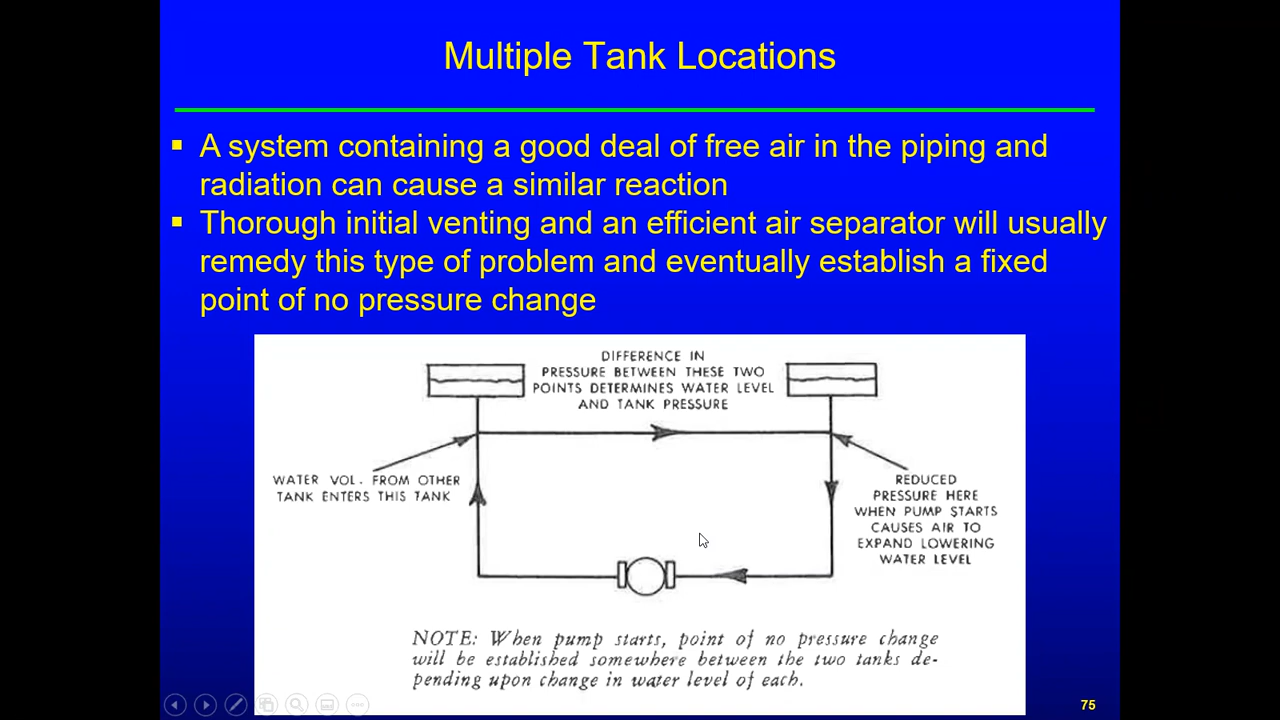 Multiple Tank Locations
A system containing a good deal of free air in the piping and
radiation can cause a similar reaction
Thorough initial venting and an efficient air separator will usually
remedy this type of problem and eventually establish a fixed
point of no pressure change
DIFFERENCE IN
PRESSURE BETWEEN THESE TWO
POINTS DETERMINES WATER LEVEL
AND TANK PRESSURE
WATER VOL. FROM OTHER
TANK ENTERS THIS TANK
REDUCED
PRESSURE HERE
WHEN PUMP STARTS
CAUSES AIR TO
EXPAND LOWERING
WATER LEVEL
NOTE: When pump starts, point of no pressure change
will be established somewhere between the two tanks de-
pending upon change in water level of each.
75